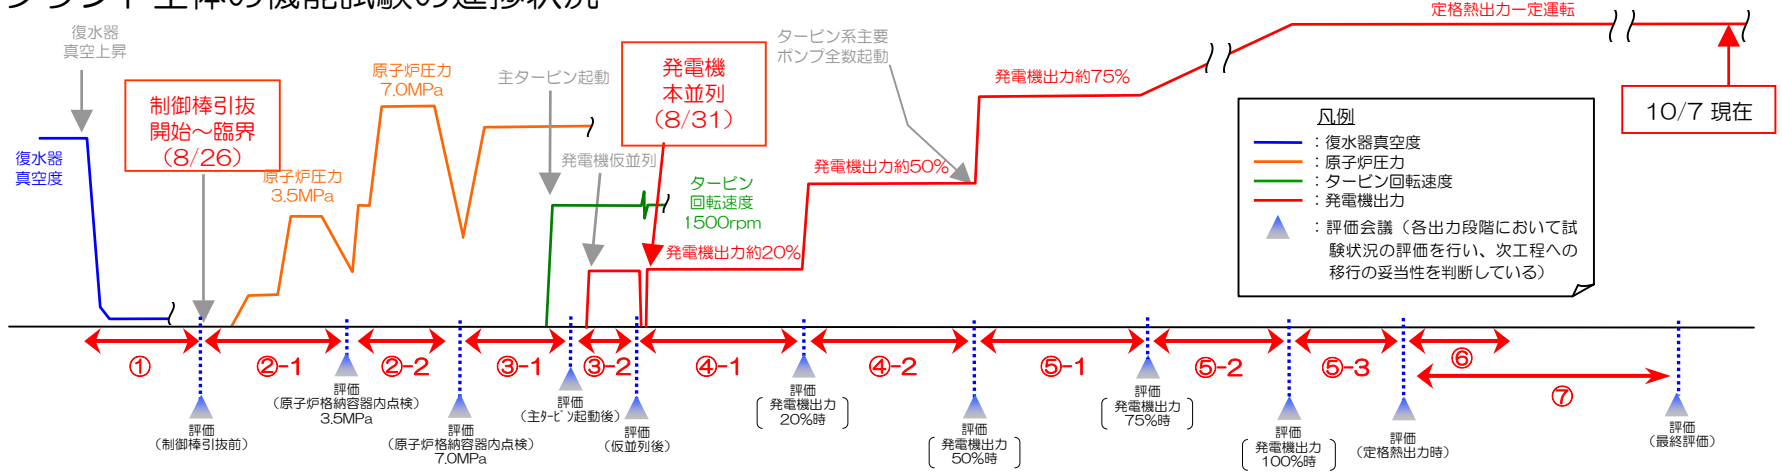 プラント全体の機能試験の進捗状況
復水器
真空上昇
制御棒引抜
開始～臨界
(8/26)
復水器
真空度
原子炉圧力
3.5MPa
原子炉圧力
7.0MPa
主タービン起動
発電機仮並列
発電機
本並列
(8/31)
タービン
回転速度
1500rpm
発電機出力約20%
発電機出力約50%
タービン系主要
ポンプ全数起動
発電機出力約75%
定格熱出力一定運転
10/7 現在
凡例
：復水器真空度
：原子炉圧力
：タービン回転速度
：発電機出力
：評価会議（各出力段階において試
験状況の評価を行い、次工程への
移行の妥当性を判断している）
①
②-1
②-2
③-1
③-2
④-1
④-2
⑤-1
⑤-2
⑤-3
⑥
⑦
評価
（制御棒引抜前）
評価
（原子炉格納容器内点検）
3.5MPa
評価
（原子炉格納容器内点検）
7.0MPa
評価
（主ﾀｰﾋﾞﾝ起動後）
評価
（仮並列後）
評価
発電機出力
20%時
評価
発電機出力
50%時
評価
発電機出力
75%時
評価
発電機出力
100%時
評価
（定格熱出力時）
評価
（最終評価）